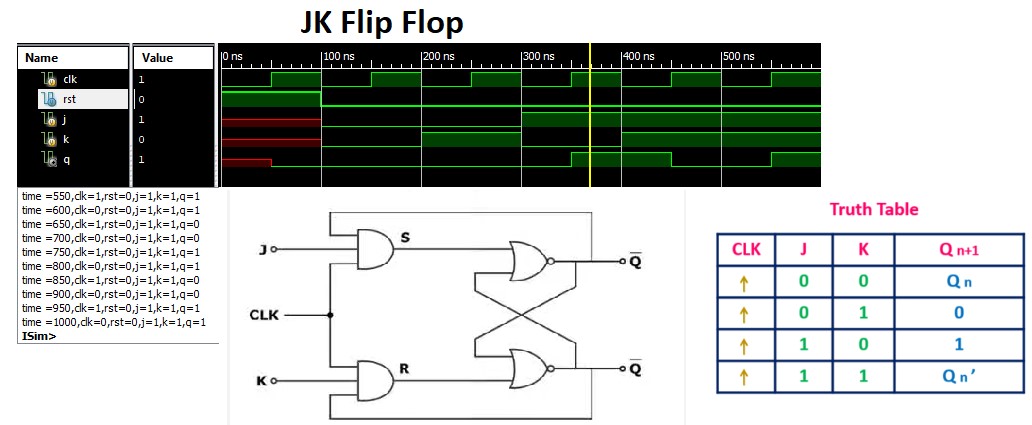 JK Flip Flop
Name Value 0 ns 100 ns 200 ns 300 ns 400 ns 500 ns
clk 1
rst 0
j 1
k 0
q 1
time =550,clk=1,rst=0,j=1,k=1,q=1
time =600,clk=0,rst=0,j=1,k=1,q=1
time =650,clk=1,rst=0,j=1,k=1,q=0
time =700,clk=0,rst=0,j=1,k=1,q=0
time =750,clk=1,rst=0,j=1,k=1,q=1
time =800,clk=0,rst=0,j=1,k=1,q=1
time =850,clk=1,rst=0,j=1,k=1,q=0
time =900,clk=0,rst=0,j=1,k=1,q=0
time =950,clk=1,rst=0,j=1,k=1,q=1
time =1000,clk=0,rst=0,j=1,k=1,q=1
ISim>
J S Q̅
CLK
K R Q̅
Truth Table
CLK J K Q n+1
↑ 0 0 Q n
↑ 0 1 0
↑ 1 0 1
↑ 1 1 Q n’